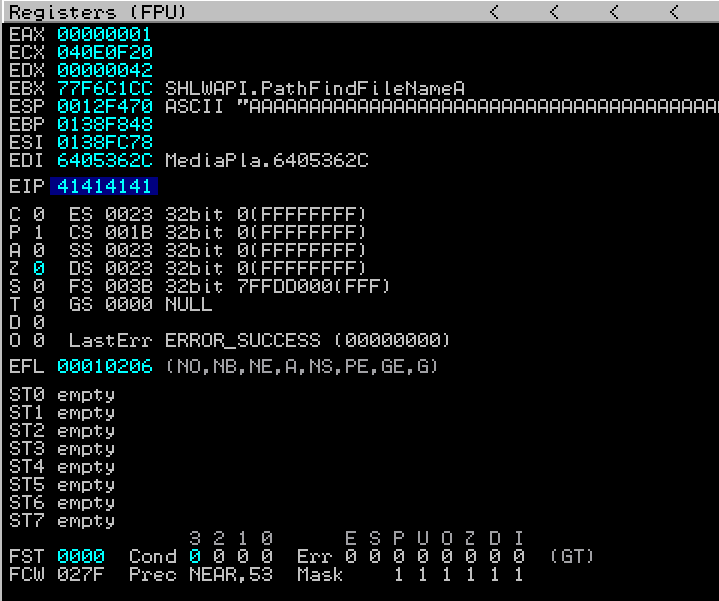 Registers (FPU) < < < <
EAX 00000001
ECX 040E0F20
EDX 00000042
EBX 77F6C1CC SHLWAPI.PathFindFileNameA
ESP 0012F470 ASCII "AAAAAAAAAAAAAAAAAAAAAAAAAAAAAAAAAAAAAAA
EBP 0138F848
ESI 0138FC78
EDI 6405362C MediaPla.6405362C
EIP 41414141
C 0 ES 0023 32bit 0(FFFFFFFF)
P 1 CS 001B 32bit 0(FFFFFFFF)
A 0 SS 0023 32bit 0(FFFFFFFF)
Z 0 DS 0023 32bit 0(FFFFFFFF)
S 0 FS 003B 32bit 7FFDD000(FFF)
T 0 GS 0000 NULL
D 0
O 0 LastErr ERROR_SUCCESS (00000000)
EFL 00010206 (NO,NB,NE,A,NS,PE,GE,G)
ST0 empty
ST1 empty
ST2 empty
ST3 empty
ST4 empty
ST5 empty
ST6 empty
ST7 empty
3 2 1 0 E S P U O Z D I
FST 0000 Cond 0 0 0 0 Err 0 0 0 0 0 0 0 0 (GT)
FCW 027F Prec NEAR,53 Mask 1 1 1 1 1 1